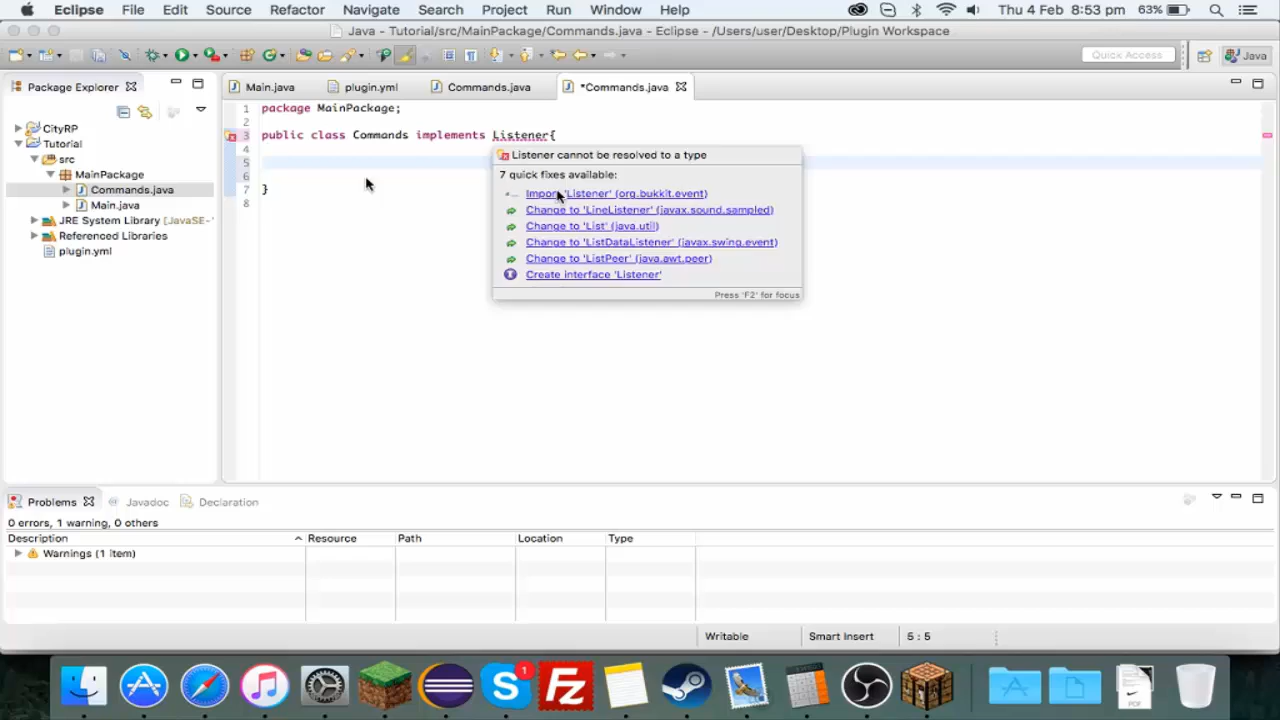 Eclipse File Edit Source Refactor Navigate Search Project Run Window Help Thu 4 Feb 8:53 pm 63%
Java - Tutorial/src/MainPackage/Commands.java - Eclipse - /Users/user/Desktop/Plugin Workspace
Quick Access Java
Package Explorer
Main.java plugin.yml Commands.java *Commands.java
CityRP
Tutorial
src
MainPackage
Commands.java
Main.java
JRE System Library [JavaSE-
Referenced Libraries
plugin.yml
1 package MainPackage;
2
3 public class Commands implements Listener{
4
5
6
7 }
8
Listener cannot be resolved to a type
7 quick fixes available:
Import 'Listener' (org.bukkit.event)
Change to 'LineListener' (javax.sound.sampled)
Change to 'List' (java.util)
Change to 'ListDataListener' (javax.swing.event)
Change to 'ListPeer' (java.awt.peer)
Create interface 'Listener'
Press 'F2' for focus
Problems Javadoc Declaration
0 errors, 1 warning, 0 others
Description Resource Path Location Type
Warnings (1 item)
Writable Smart Insert 5 : 5
1
S
Fz
PDF